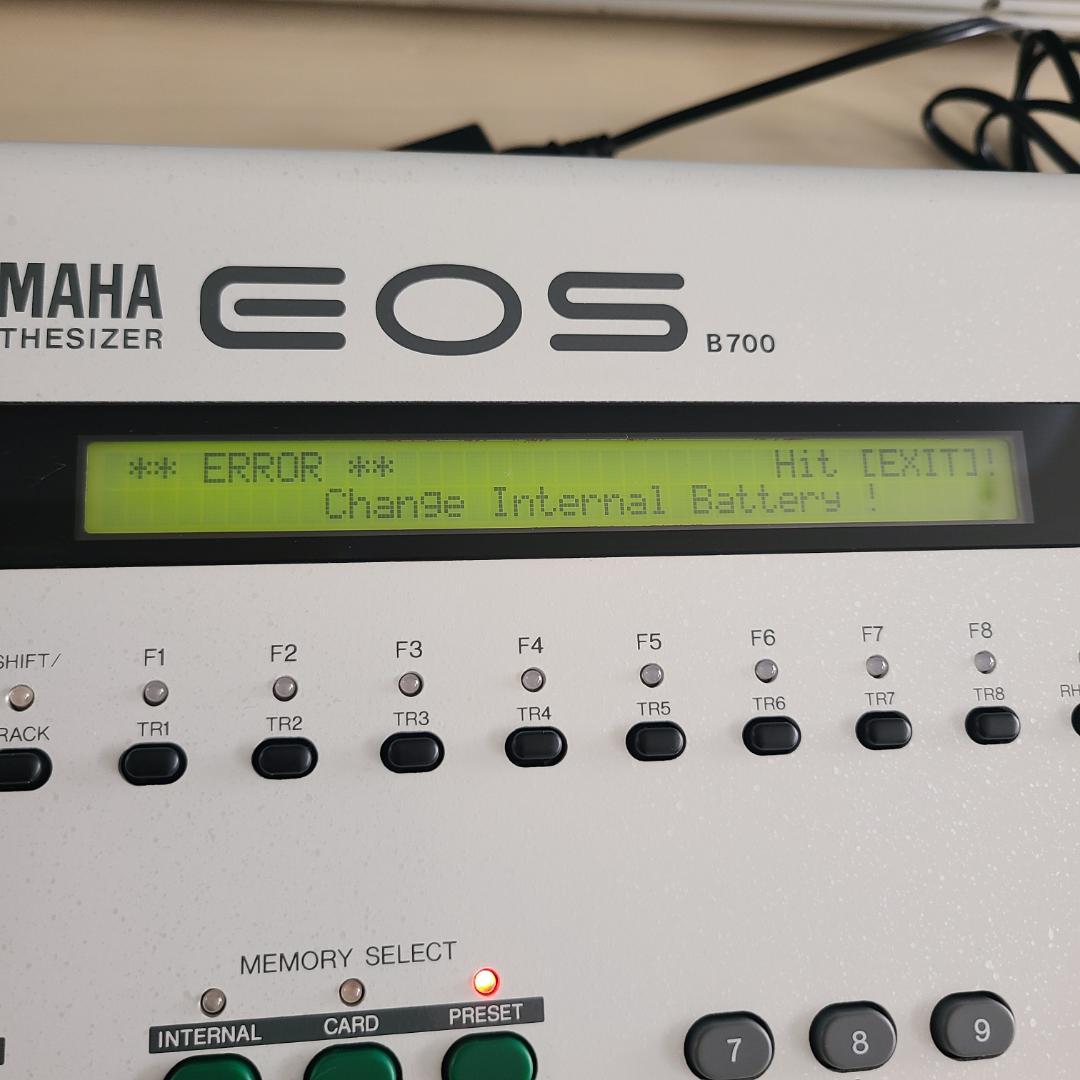 MAHA
THESIZER
EOS B700
** ERROR ** Hit [EXIT]!
Change Internal Battery !
SHIFT/ F1 F2 F3 F4 F5 F6 F7 F8
RACK TR1 TR2 TR3 TR4 TR5 TR6 TR7 TR8 RH
MEMORY SELECT
INTERNAL CARD PRESET
7 8 9